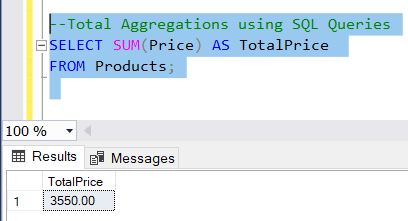 --Total Aggregations using SQL Queries
SELECT SUM(Price) AS TotalPrice
FROM Products;
100 %
Results Messages
TotalPrice
1 3550.00